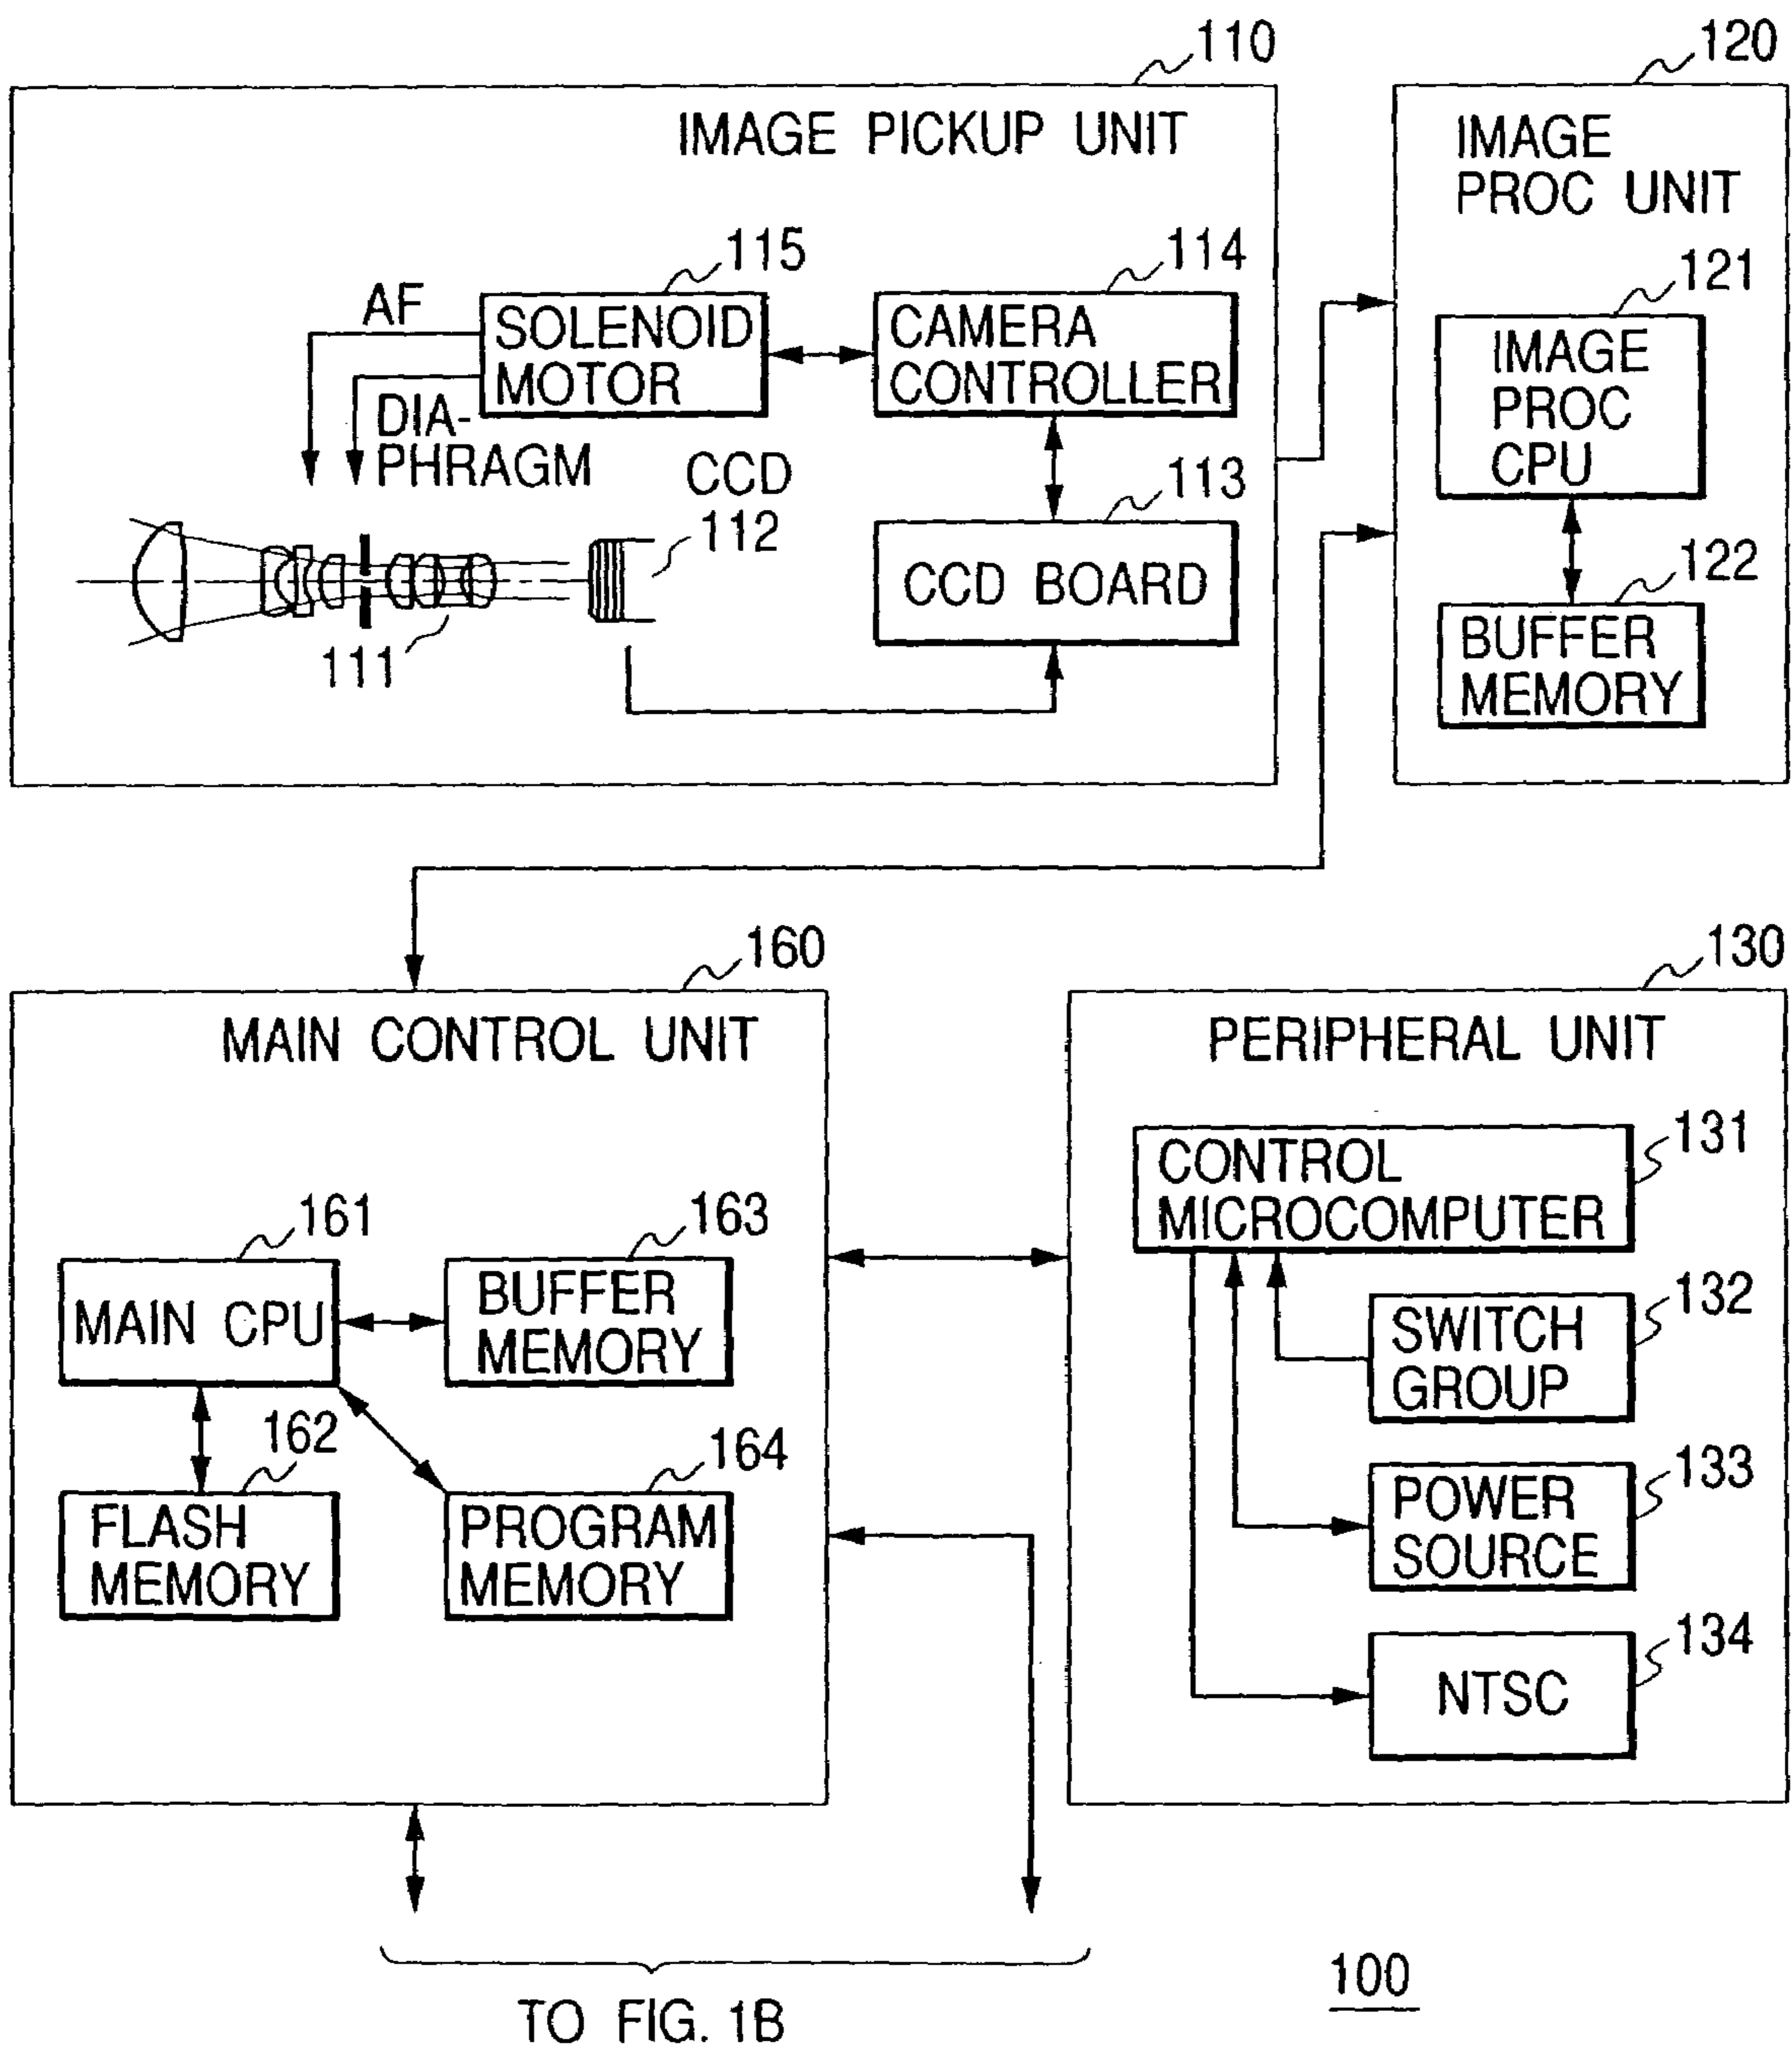 110
120
IMAGE PICKUP UNIT
IMAGE
PROC UNIT
115
114
121
AF
SOLENOID
MOTOR
CAMERA
CONTROLLER
IMAGE
PROC
CPU
DIA-
PHRAGM
CCD
112
113
122
CCD BOARD
BUFFER
MEMORY
111
160
130
MAIN CONTROL UNIT
PERIPHERAL UNIT
131
CONTROL
MICROCOMPUTER
161
163
MAIN CPU
BUFFER
MEMORY
132
SWITCH
GROUP
162
164
133
FLASH
MEMORY
PROGRAM
MEMORY
POWER
SOURCE
134
NTSC
100
TO FIG. 1B